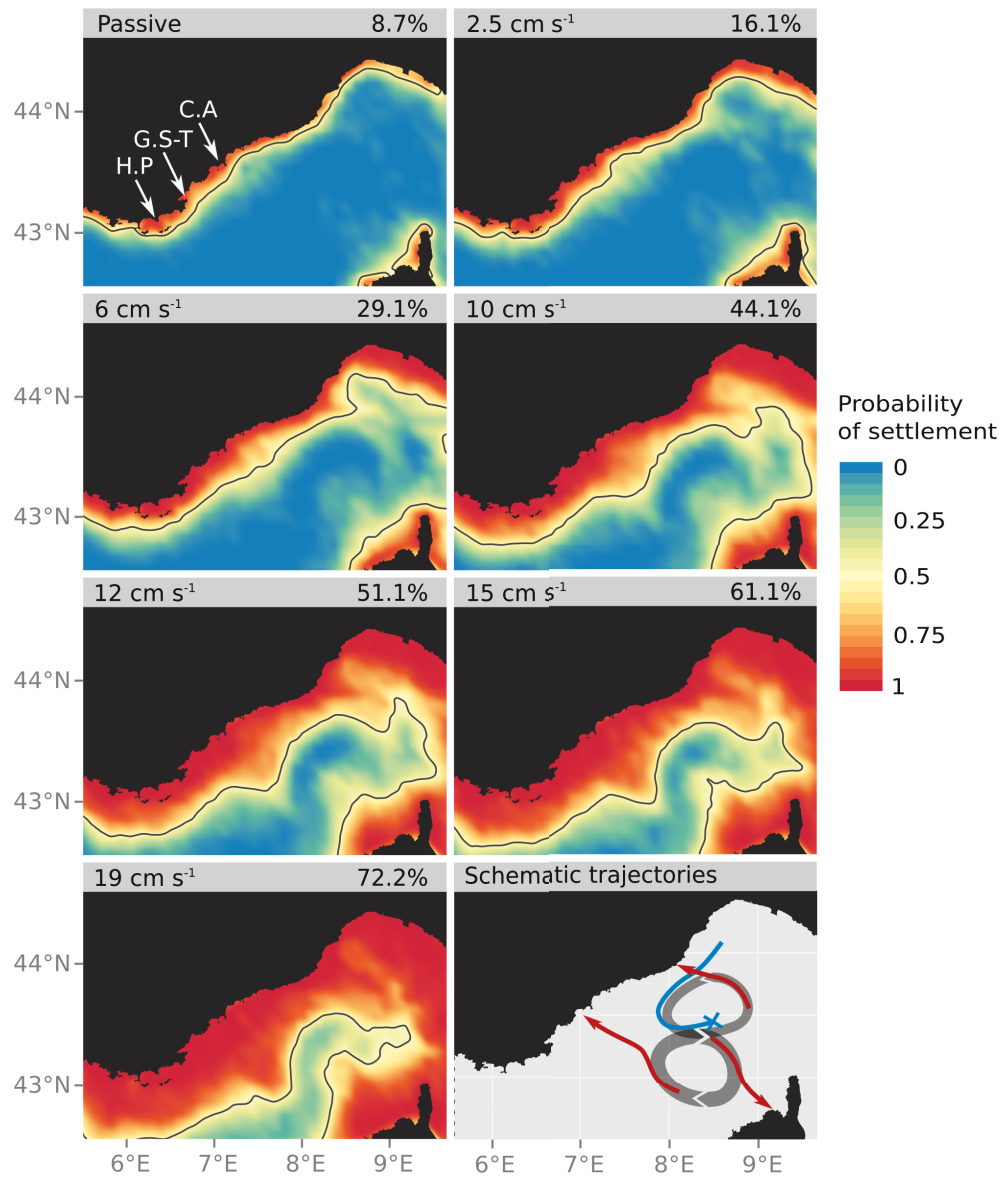 Passive 8.7%
2.5 cm s-1 16.1%
44°N
C.A
G.S-T
H.P
43°N
6 cm s-1 29.1%
10 cm s-1 44.1%
44°N
43°N
Probability
of settlement
0
0.25
0.5
0.75
1
12 cm s-1 51.1%
15 cm s-1 61.1%
44°N
43°N
19 cm s-1 72.2%
Schematic trajectories
44°N
43°N
6°E 7°E 8°E 9°E
6°E 7°E 8°E 9°E